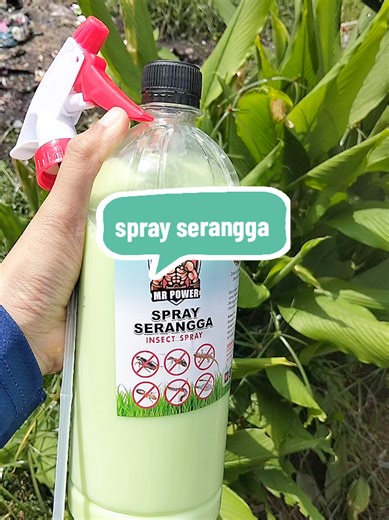 spray serangga
MR POWER
SPRAY
SERANGGA
INSECT SPRAY